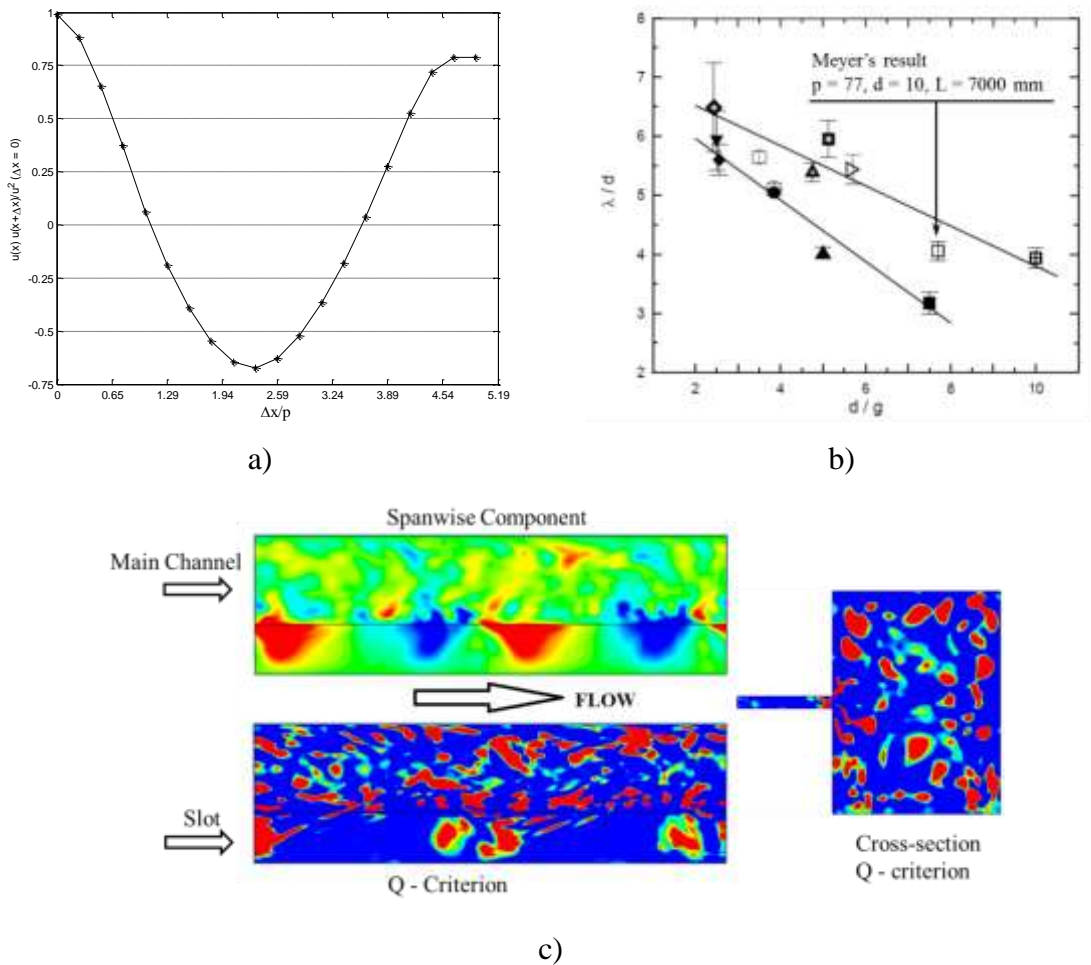 1
0.75
0.5
0.25
0
-0.25
-0.5
-0.75
u(x) u(x+Δx)/u² (Δx = 0)
0 0.65 1.29 1.94 2.59 3.24 3.89 4.54 5.19
Δx/p
a)
8
7
6
5
4
3
2
λ / d
Meyer's result
p = 77, d = 10, L = 7000 mm
2 4 6 8 10
d / g
b)
Spanwise Component
Main Channel
FLOW
Slot
Q - Criterion
Cross-section
Q - criterion
c)